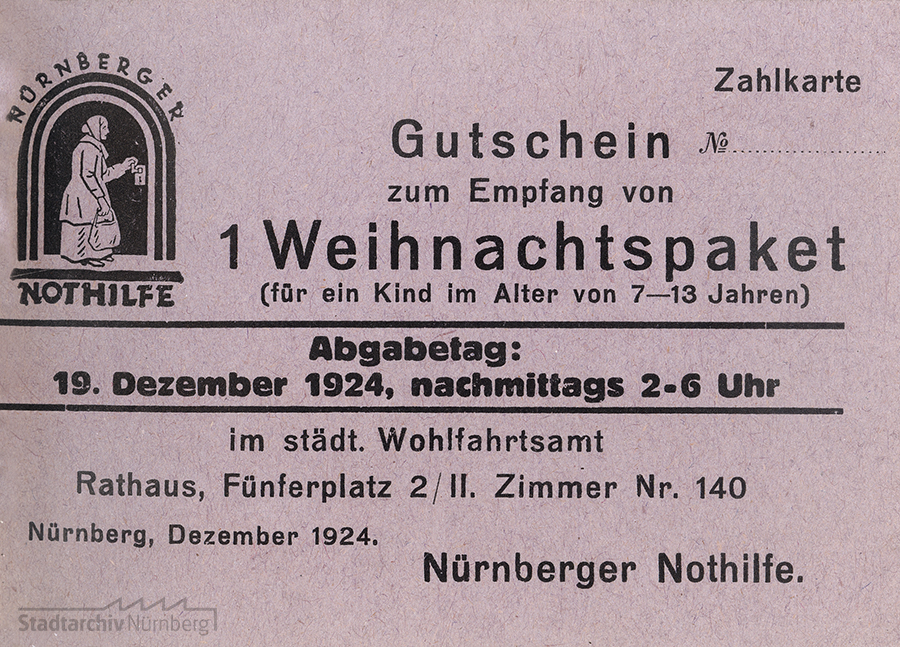 NÜRNBERGER
NOTHILFE
Zahlkarte
Gutschein № ....................
zum Empfang von
1 Weihnachtspaket
(für ein Kind im Alter von 7—13 Jahren)
Abgabetag:
19. Dezember 1924, nachmittags 2-6 Uhr
im städt. Wohlfahrtsamt
Rathaus, Fünferplatz 2/II. Zimmer Nr. 140
Nürnberg, Dezember 1924.
Nürnberger Nothilfe.
StadtarchivNürnberg